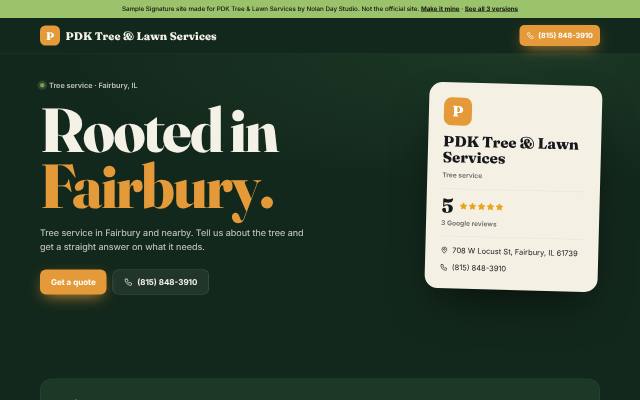 Sample Signature site made for PDK Tree & Lawn Services by Nolan Day Studio. Not the official site. Make it mine · See all 3 versions
P PDK Tree & Lawn Services
(815) 848-3910
Tree service · Fairbury, IL
Rooted in
Fairbury.
Tree service in Fairbury and nearby. Tell us about the tree and
get a straight answer on what it needs.
Get a quote
(815) 848-3910
P
PDK Tree & Lawn
Services
Tree service
5
3 Google reviews
708 W Locust St, Fairbury, IL 61739
(815) 848-3910